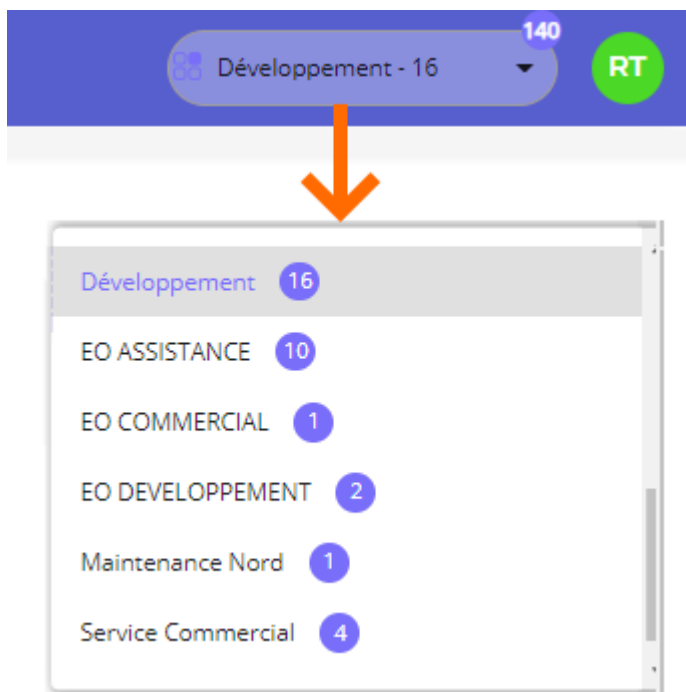 140
Développement - 16
RT
Développement 16
EO ASSISTANCE 10
EO COMMERCIAL 1
EO DEVELOPPEMENT 2
Maintenance Nord 1
Service Commercial 4